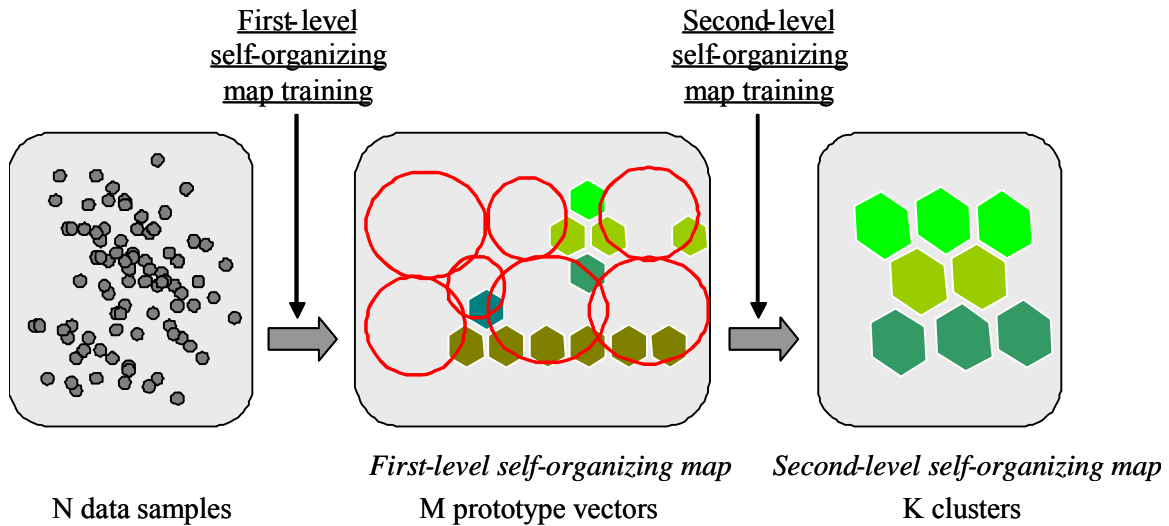 First-level
self-organizing
map training
Second-level
self-organizing
map training
First-level self-organizing map
Second-level self-organizing map
N data samples
M prototype vectors
K clusters